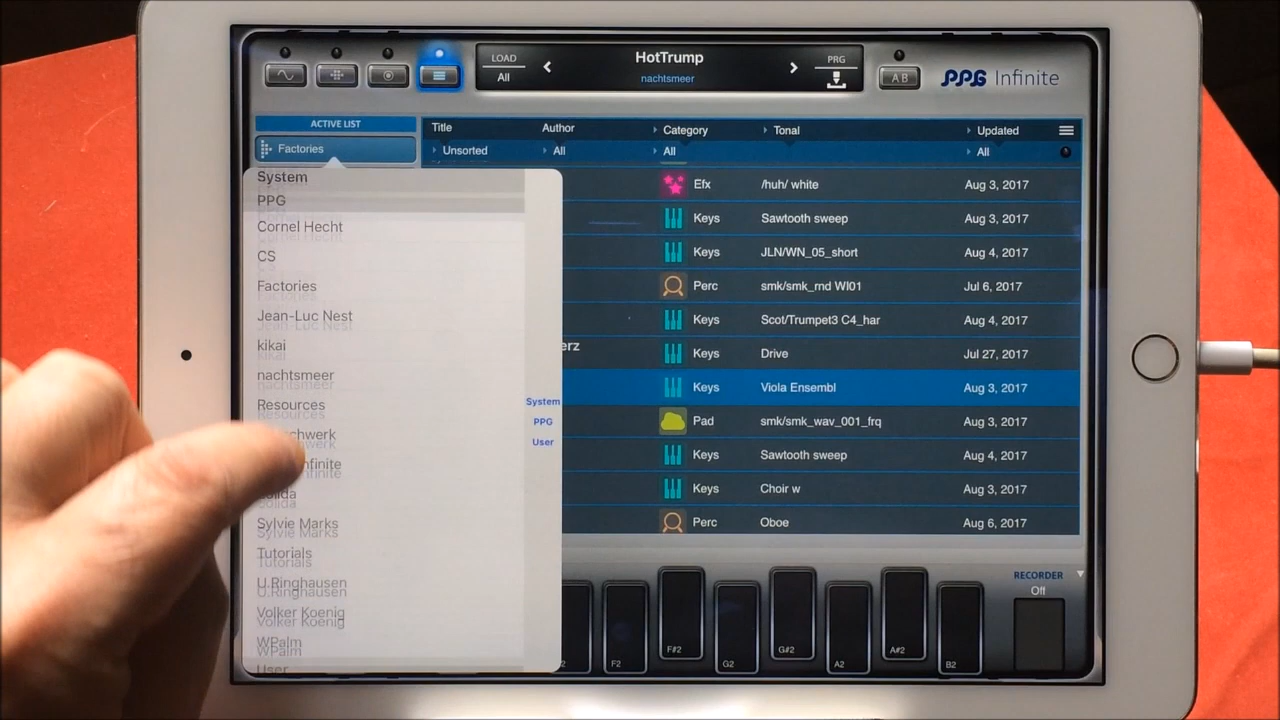 LOAD
All
HotTrump
nachtsmeer
PRG
A B
PPG Infinite
ACTIVE LIST
Factories
Title Author Category Tonal Updated
Unsorted All All All
System
PPG
Cornel Hecht
CS
Factories
Jean-Luc Nest
kikai
nachtsmeer
Resources
Sylvie Marks
Tutorials
U.Ringhausen
Volker Koenig
WPalm
User
System
PPG
User
Efx /huh/ white Aug 3, 2017
Keys Sawtooth sweep Aug 3, 2017
Keys JLN/WN_05_short Aug 3, 2017
Perc smk/smk_rnd WI01 Jul 6, 2017
Keys Scot/Trumpet3 C4_har Aug 4, 2017
erz Keys Drive Jul 27, 2017
Keys Viola Ensembl Aug 3, 2017
Pad smk/smk_wav_001_frq Aug 3, 2017
Keys Sawtooth sweep Aug 4, 2017
Keys Choir w Aug 3, 2017
Perc Oboe Aug 6, 2017
RECORDER
Off
F#2 G#2 A#2
2 F2 G2 A2 B2